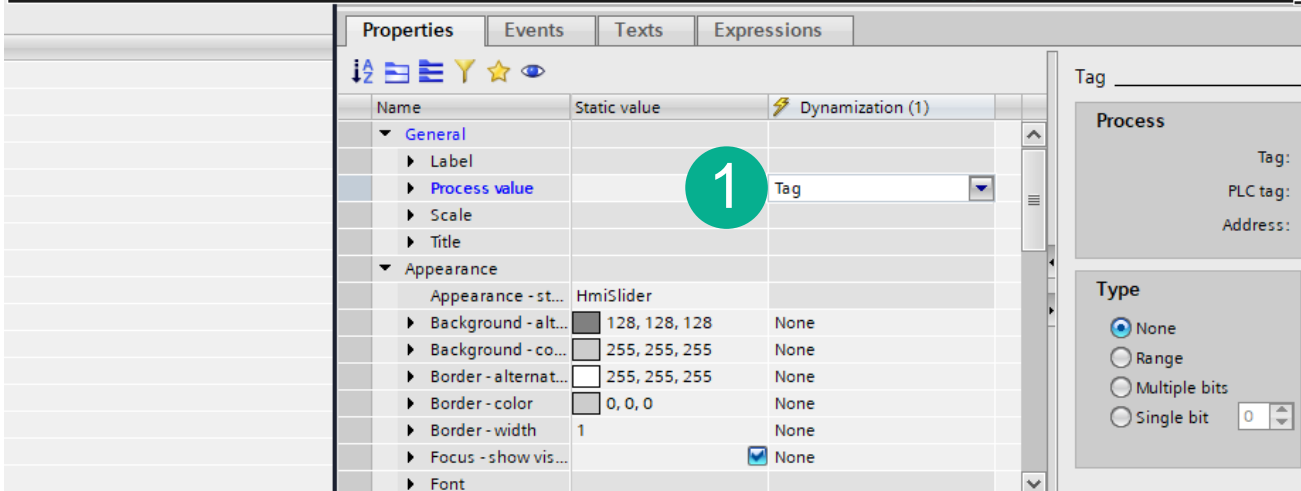 Properties Events Texts Expressions
Name Static value Dynamization (1)
General
Label
Process value 1 Tag
Scale
Title
Appearance
Appearance - st... HmiSlider
Background - alt... 128, 128, 128 None
Background - co... 255, 255, 255 None
Border - alternat... 255, 255, 255 None
Border - color 0, 0, 0 None
Border - width 1 None
Focus - show vis... None
Font
Tag
Process
Tag:
PLC tag:
Address:
Type
None
Range
Multiple bits
Single bit 0